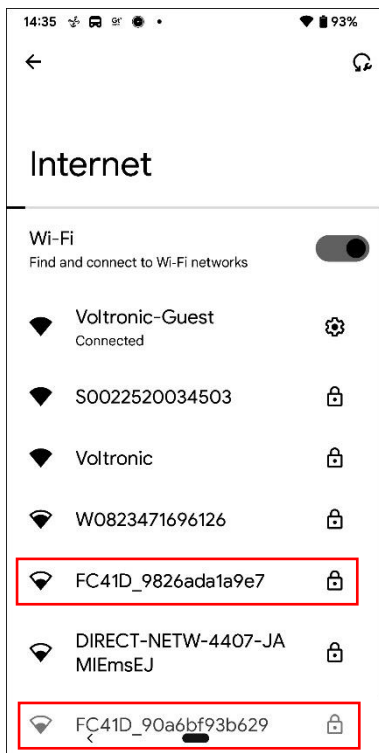 14:35
93%
Internet
Wi-Fi
Find and connect to Wi-Fi networks
Voltronic-Guest
Connected
S0022520034503
Voltronic
W0823471696126
FC41D_9826ada1a9e7
DIRECT-NETW-4407-JA
MIEmsEJ
FC41D_90a6bf93b629